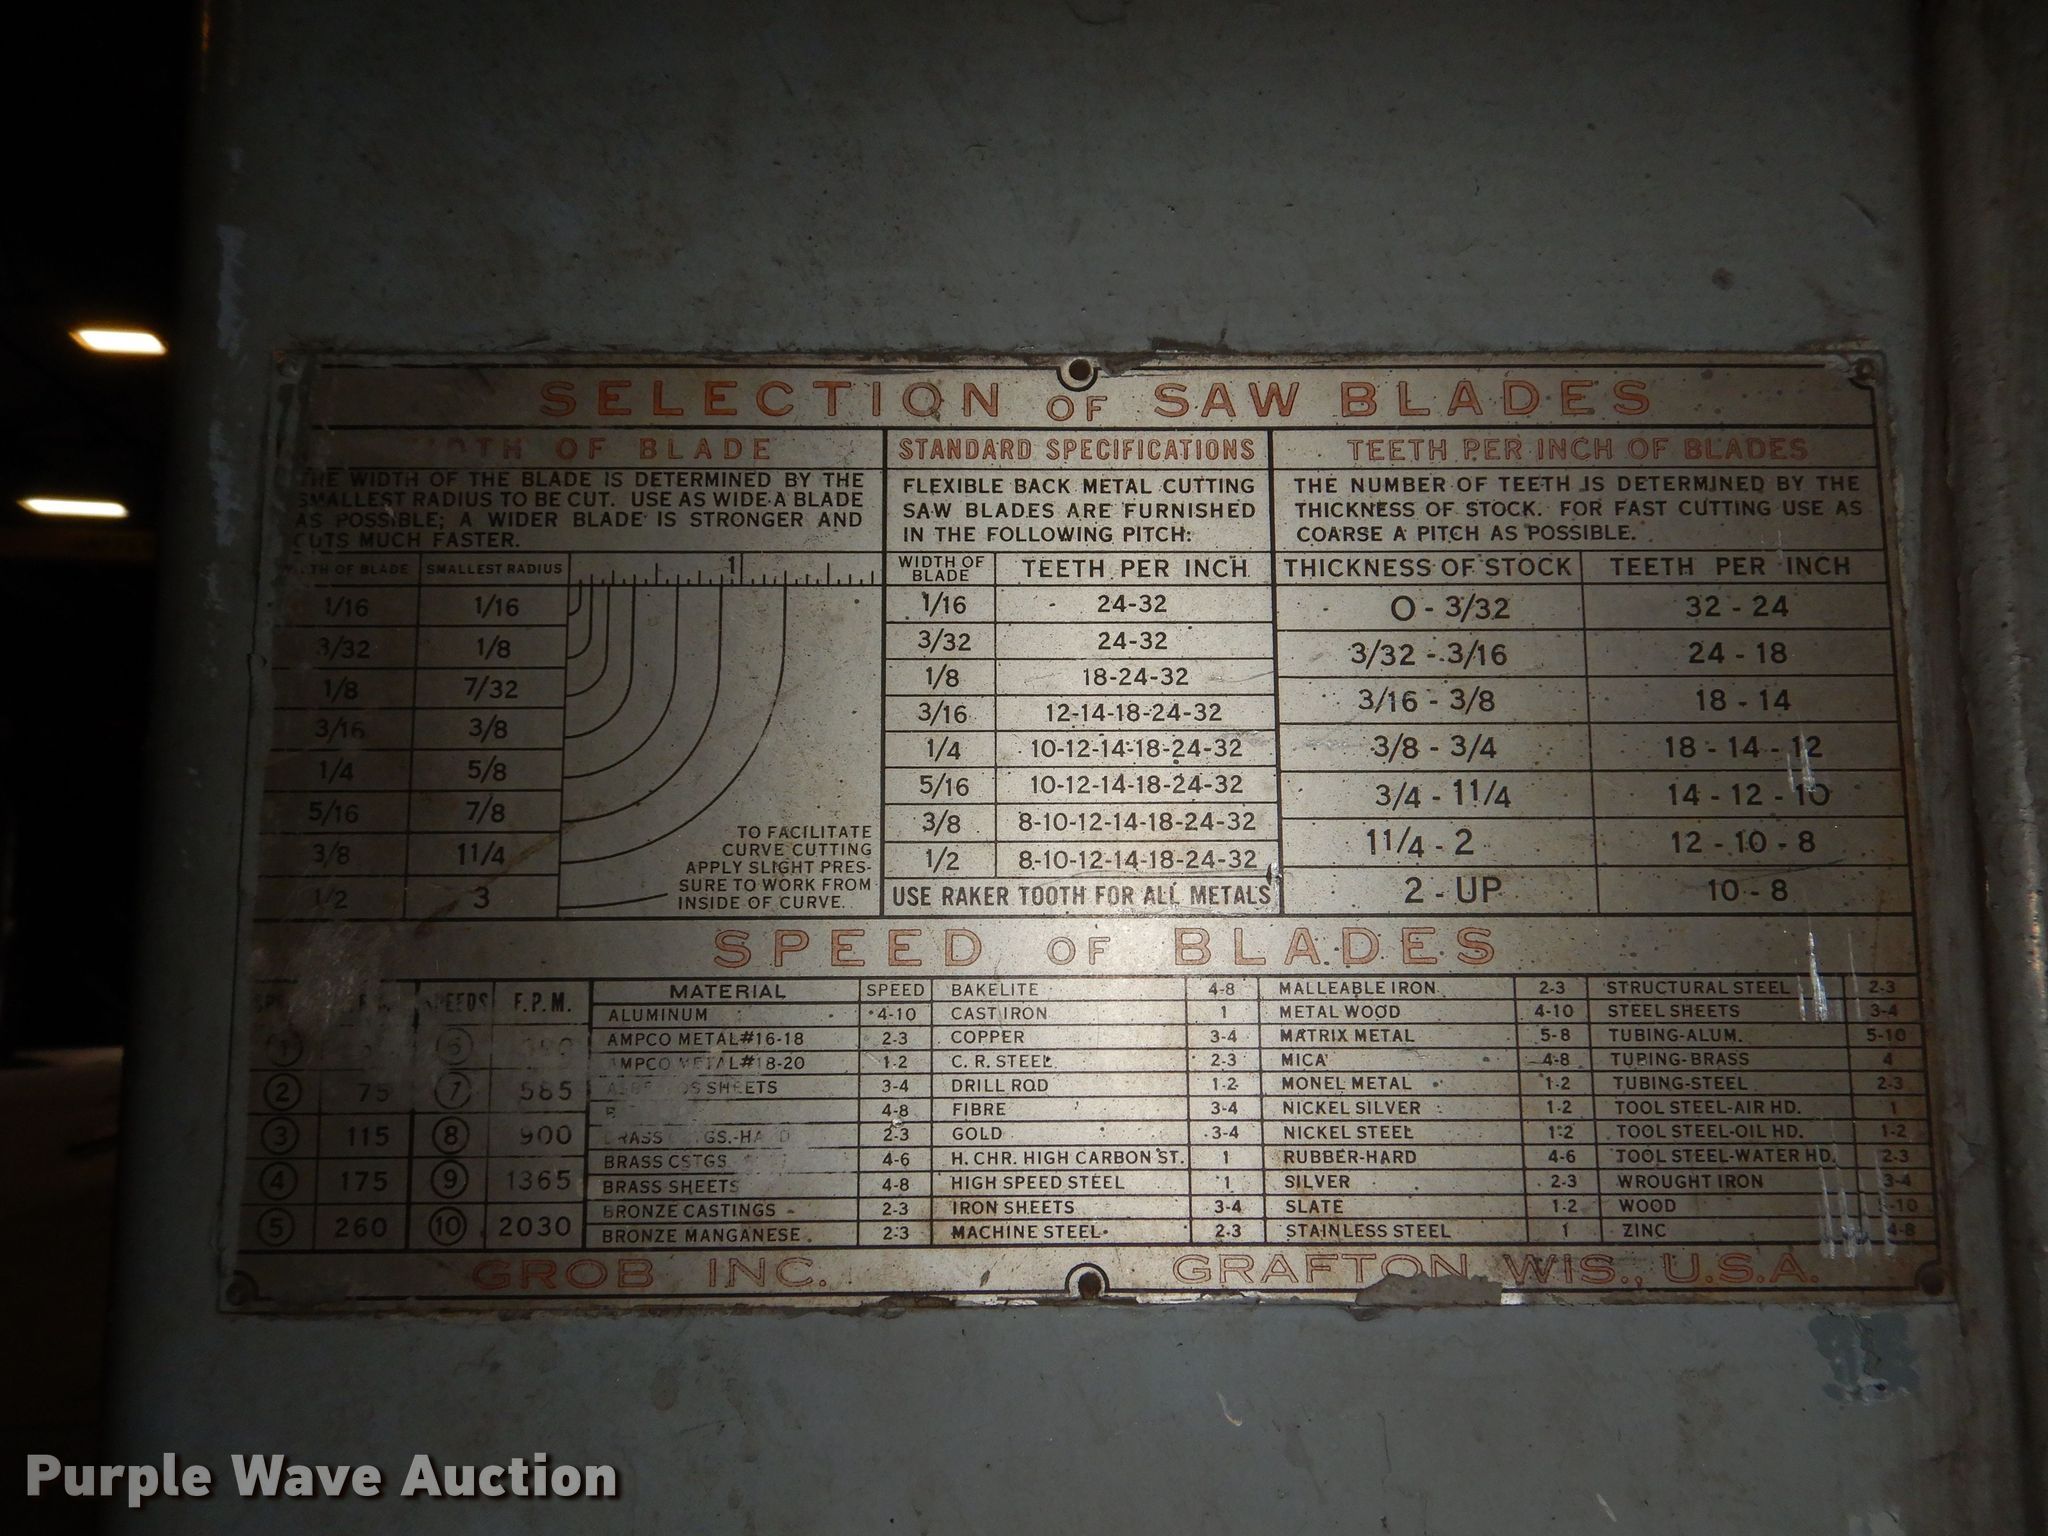 SELECTION OF SAW BLADES
OF BLADE
THE WIDTH OF THE BLADE IS DETERMINED BY THE
SMALLEST RADIUS TO BE CUT. USE AS WIDE A BLADE
AS POSSIBLE; A WIDER BLADE IS STRONGER AND
CUTS MUCH FASTER.
OF BLADE SMALLEST RADIUS 1
1/16 1/16
3/32 1/8
1/8 7/32
3/16 3/8
1/4 5/8
5/16 7/8
3/8 1 1/4
1/2 3
TO FACILITATE
CURVE CUTTING
APPLY SLIGHT PRES-
SURE TO WORK FROM
INSIDE OF CURVE.
STANDARD SPECIFICATIONS
FLEXIBLE BACK METAL CUTTING
SAW BLADES ARE FURNISHED
IN THE FOLLOWING PITCH:
WIDTH OF
BLADE
TEETH PER INCH
1/16 24-32
3/32 24-32
1/8 18-24-32
3/16 12-14-18-24-32
1/4 10-12-14-18-24-32
5/16 10-12-14-18-24-32
3/8 8-10-12-14-18-24-32
1/2 8-10-12-14-18-24-32
USE RAKER TOOTH FOR ALL METALS
TEETH PER INCH OF BLADES
THE NUMBER OF TEETH IS DETERMINED BY THE
THICKNESS OF STOCK. FOR FAST CUTTING USE AS
COARSE A PITCH AS POSSIBLE.
THICKNESS OF STOCK TEETH PER INCH
0 - 3/32 32 - 24
3/32 - 3/16 24 - 18
3/16 - 3/8 18 - 14
3/8 - 3/4 18 - 14 - 12
3/4 - 1 1/4 14 - 12 - 10
1 1/4 - 2 12 - 10 - 8
2 - UP 10 - 8
SPEED OF BLADES
SPEEDS F.P.M.
1 6
2 75 7 585
3 115 8 900
4 175 9 1365
5 260 10 2030
MATERIAL SPEED
ALUMINUM 4-10
AMPCO METAL#16-18 2-3
AMPCO METAL#18-20 1-2
SHEETS 3-4
4-8
BRASS 2-3
BRASS CSTGS 4-6
BRASS SHEETS 4-8
BRONZE CASTINGS 2-3
BRONZE MANGANESE 2-3
BAKELITE 4-8
CAST IRON 1
COPPER 3-4
C. R. STEEL 2-3
DRILL ROD 1-2
FIBRE 3-4
GOLD 3-4
H. CHR. HIGH CARBON ST. 1
HIGH SPEED STEEL 1
IRON SHEETS 3-4
MACHINE STEEL 2-3
MALLEABLE IRON 2-3
METAL WOOD 4-10
MATRIX METAL 5-8
MICA 4-8
MONEL METAL 1-2
NICKEL SILVER 1-2
NICKEL STEEL 1-2
RUBBER-HARD 4-6
SILVER 2-3
SLATE 1-2
STAINLESS STEEL 1
STRUCTURAL STEEL 2-3
STEEL SHEETS 3-4
TUBING-ALUM. 5-10
TUBING-BRASS 4
TUBING-STEEL 2-3
TOOL STEEL-AIR HD. 1
TOOL STEEL-OIL HD. 1-2
TOOL STEEL-WATER HD. 2-3
WROUGHT IRON 3-4
WOOD
ZINC 4-8
GROB INC. GRAFTON WIS., U.S.A.
Purple Wave Auction